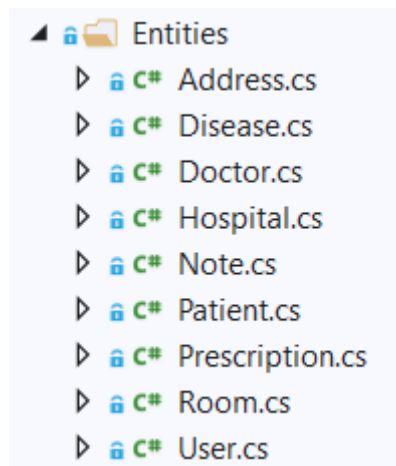 Entities
C# Address.cs
C# Disease.cs
C# Doctor.cs
C# Hospital.cs
C# Note.cs
C# Patient.cs
C# Prescription.cs
C# Room.cs
C# User.cs